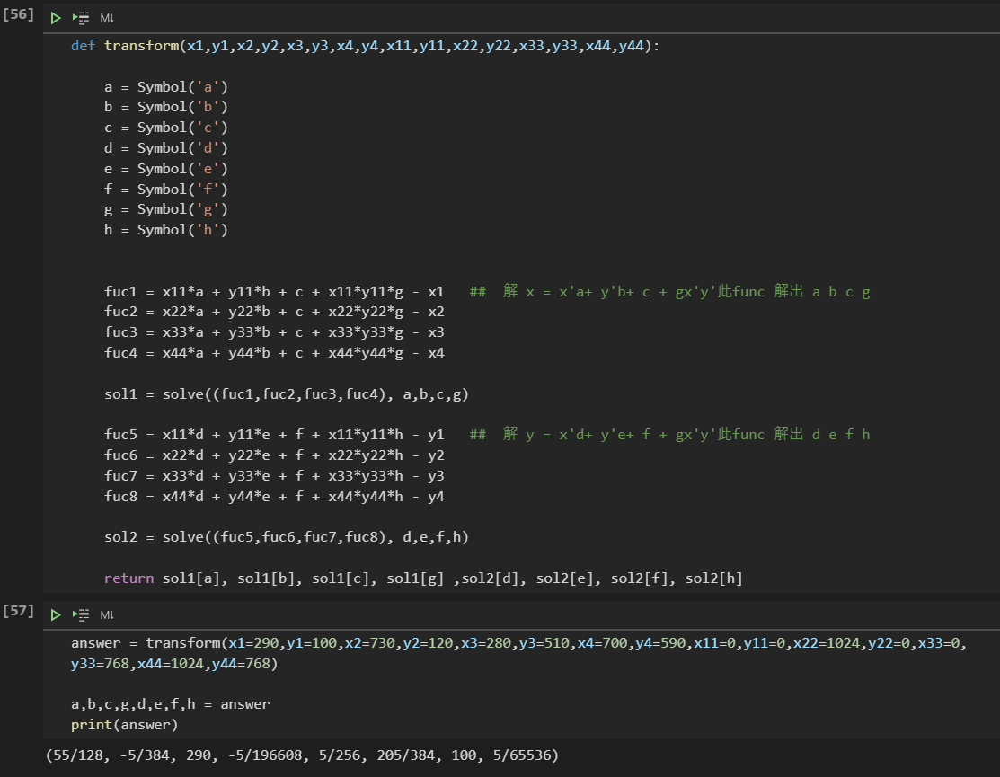 [56]
M↓
def transform(x1,y1,x2,y2,x3,y3,x4,y4,x11,y11,x22,y22,x33,y33,x44,y44):
a = Symbol('a')
b = Symbol('b')
c = Symbol('c')
d = Symbol('d')
e = Symbol('e')
f = Symbol('f')
g = Symbol('g')
h = Symbol('h')
fuc1 = x11*a + y11*b + c + x11*y11*g - x1   ##  解 x = x'a+ y'b+ c + gx'y'此func 解出 a b c g
fuc2 = x22*a + y22*b + c + x22*y22*g - x2
fuc3 = x33*a + y33*b + c + x33*y33*g - x3
fuc4 = x44*a + y44*b + c + x44*y44*g - x4
sol1 = solve((fuc1,fuc2,fuc3,fuc4), a,b,c,g)
fuc5 = x11*d + y11*e + f + x11*y11*h - y1   ##  解 y = x'd+ y'e+ f + gx'y'此func 解出 d e f h
fuc6 = x22*d + y22*e + f + x22*y22*h - y2
fuc7 = x33*d + y33*e + f + x33*y33*h - y3
fuc8 = x44*d + y44*e + f + x44*y44*h - y4
sol2 = solve((fuc5,fuc6,fuc7,fuc8), d,e,f,h)
return sol1[a], sol1[b], sol1[c], sol1[g] ,sol2[d], sol2[e], sol2[f], sol2[h]
[57]
M↓
answer = transform(x1=290,y1=100,x2=730,y2=120,x3=280,y3=510,x4=700,y4=590,x11=0,y11=0,x22=1024,y22=0,x33=0,
y33=768,x44=1024,y44=768)
a,b,c,g,d,e,f,h = answer
print(answer)
(55/128, -5/384, 290, -5/196608, 5/256, 205/384, 100, 5/65536)